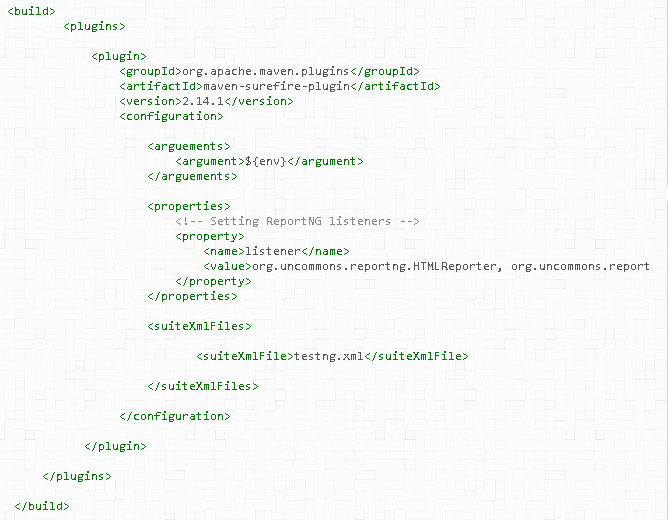 <build>
<plugins>
<plugin>
<groupId>org.apache.maven.plugins</groupId>
<artifactId>maven-surefire-plugin</artifactId>
<version>2.14.1</version>
<configuration>
<arguements>
<argument>${env}</argument>
</arguements>
<properties>
<!-- Setting ReportNG listeners -->
<property>
<name>listener</name>
<value>org.uncommons.reportng.HTMLReporter, org.uncommons.report
</property>
</properties>
<suiteXmlFiles>
<suiteXmlFile>testng.xml</suiteXmlFile>
</suiteXmlFiles>
</configuration>
</plugin>
</plugins>
</build>